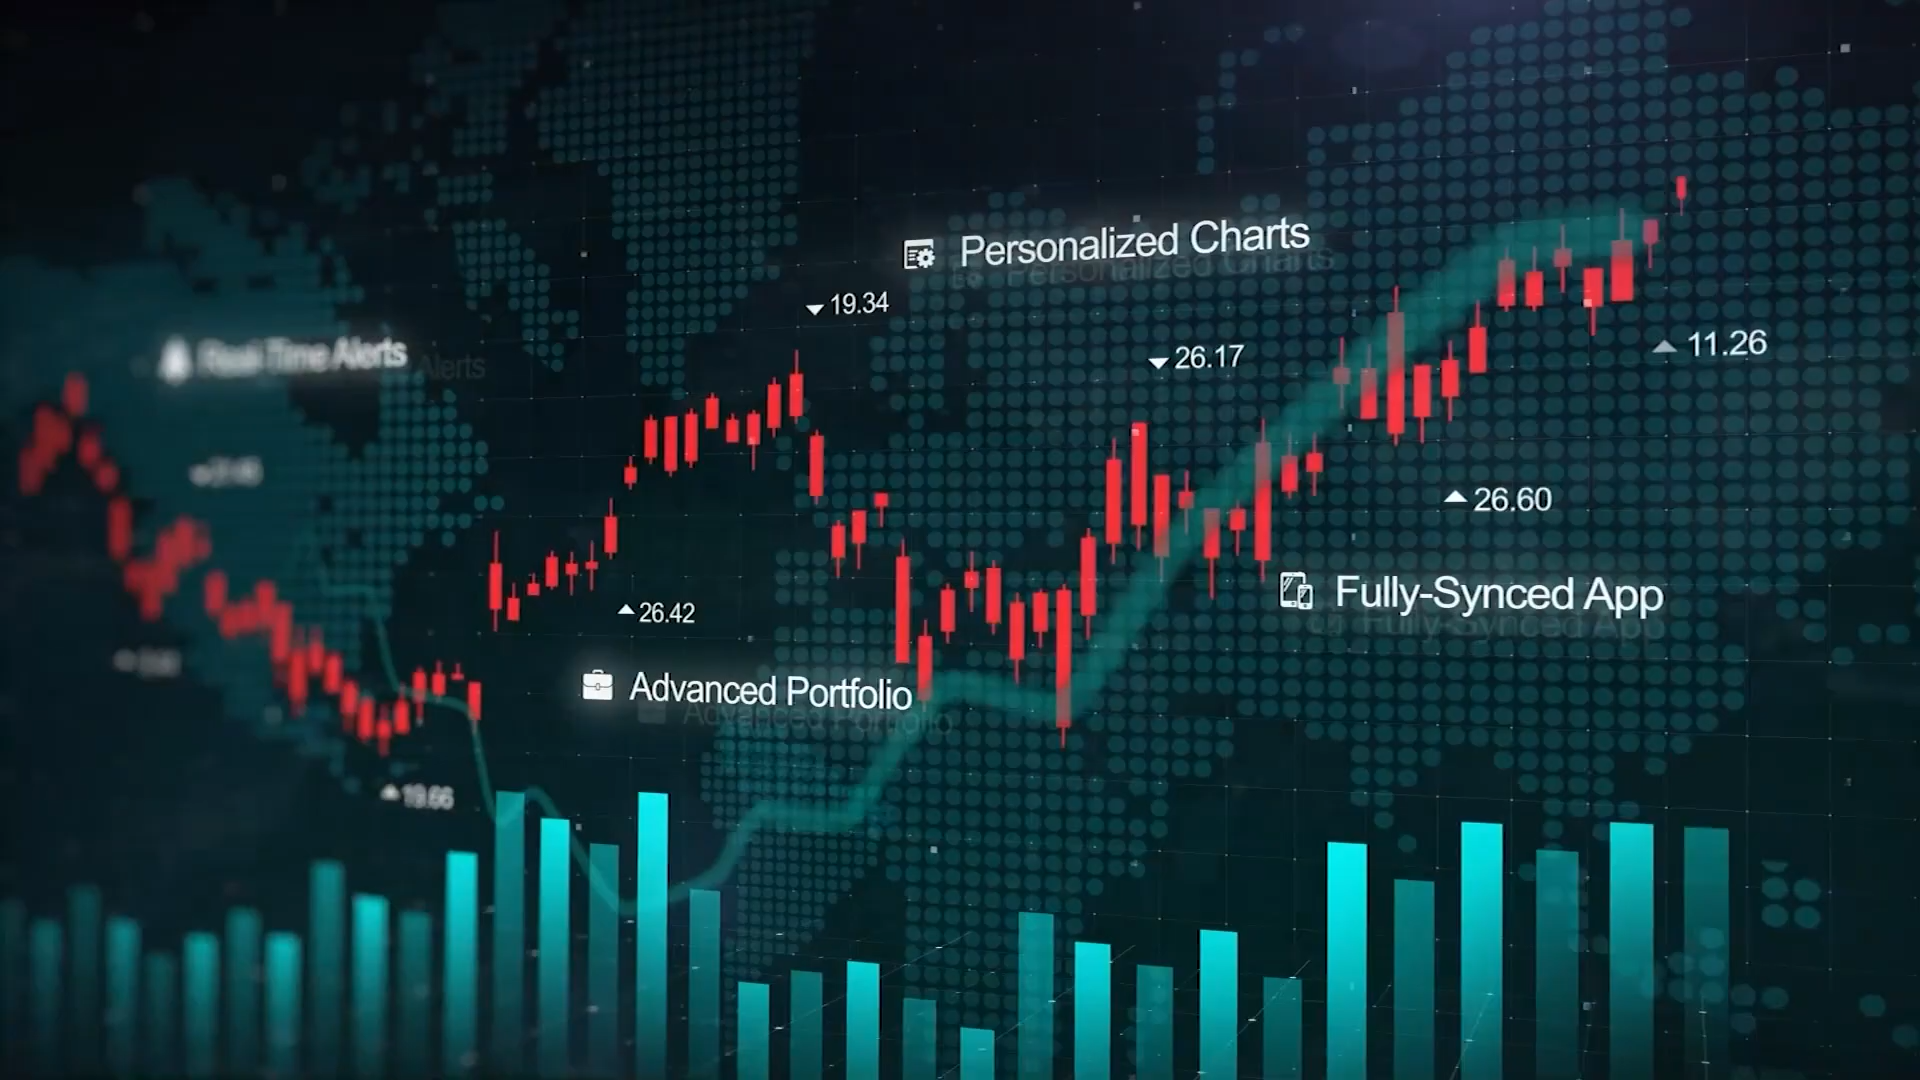 Personalized Charts
▼19.34
Real-Time Alerts
▼26.17
▲11.26
▲26.60
Fully-Synced App
▲26.42
Advanced Portfolio
▲19.66